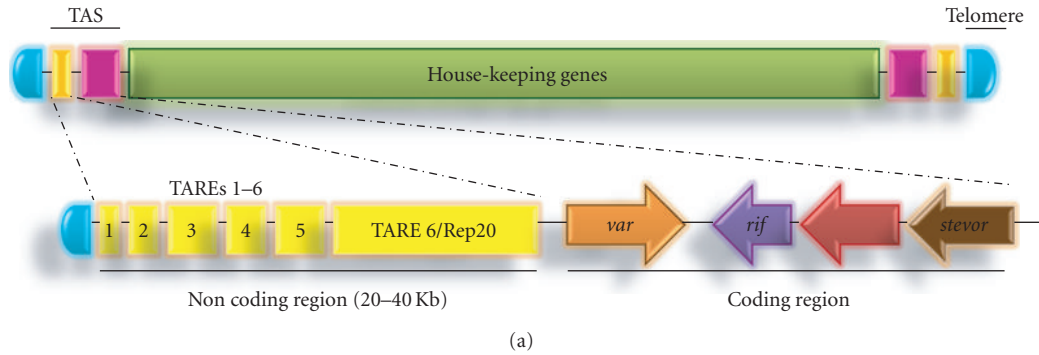 TAS
Telomere
House-keeping genes
TAREs 1–6
1 2 3 4 5 TARE 6/Rep20 var rif stevor
Non coding region (20–40 Kb)
Coding region
(a)